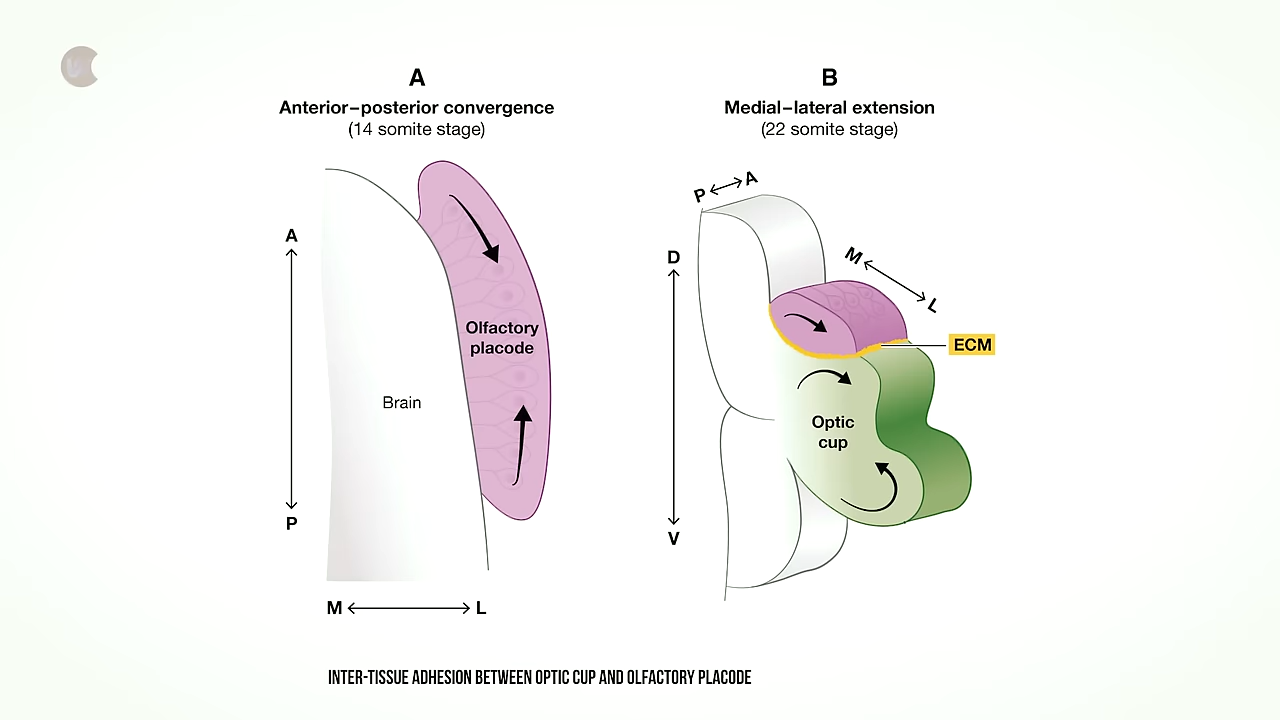 A
Anterior–posterior convergence
(14 somite stage)
A
P
Brain
Olfactory
placode
M
L
B
Medial–lateral extension
(22 somite stage)
P
A
D
V
M
L
ECM
Optic
cup
INTER-TISSUE ADHESION BETWEEN OPTIC CUP AND OLFACTORY PLACODE